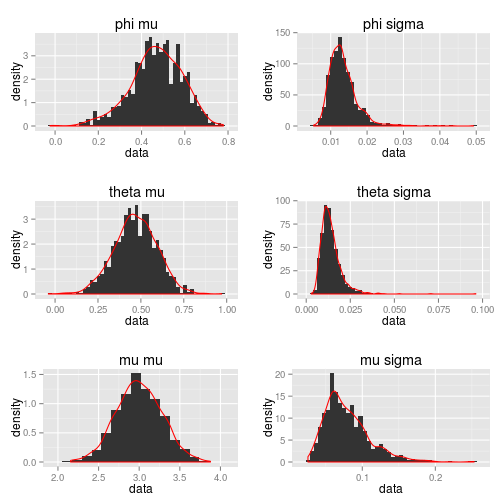 phi mu
density
3
2
1
0
0.0 0.2 0.4 0.6 0.8
data
phi sigma
density
150
100
50
0
0.01 0.02 0.03 0.04 0.05
data
theta mu
density
3
2
1
0
0.00 0.25 0.50 0.75 1.00
data
theta sigma
density
100
75
50
25
0
0.000 0.025 0.050 0.075 0.100
data
mu mu
density
1.5
1.0
0.5
0.0
2.0 2.5 3.0 3.5 4.0
data
mu sigma
density
20
15
10
5
0
0.1 0.2
data